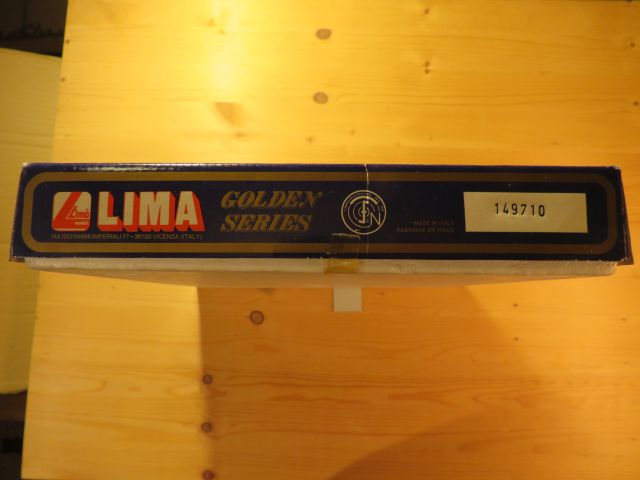 Lima
models
LIMA
VIA GIOVANNI IMPERIALI 77 - 36100 VICENZA (ITALY)
GOLDEN
SERIES
MADE IN ITALY
FABRIQUE EN ITALIE
149710